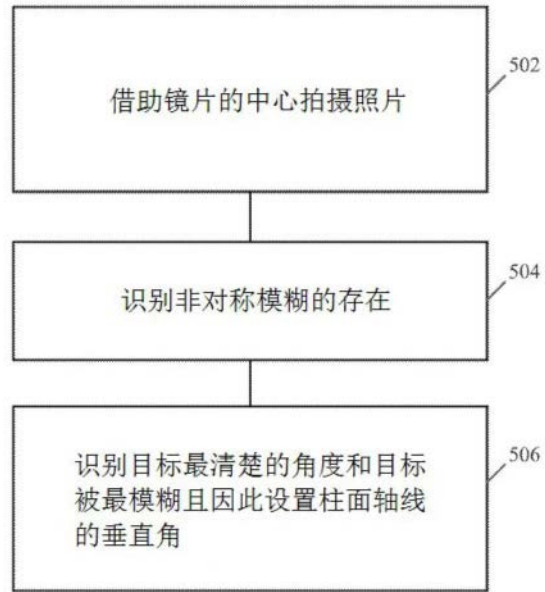 借助镜片的中心拍摄照片
502
识别非对称模糊的存在
504
识别目标最清楚的角度和目标
被最模糊且因此设置柱面轴线
的垂直角
506